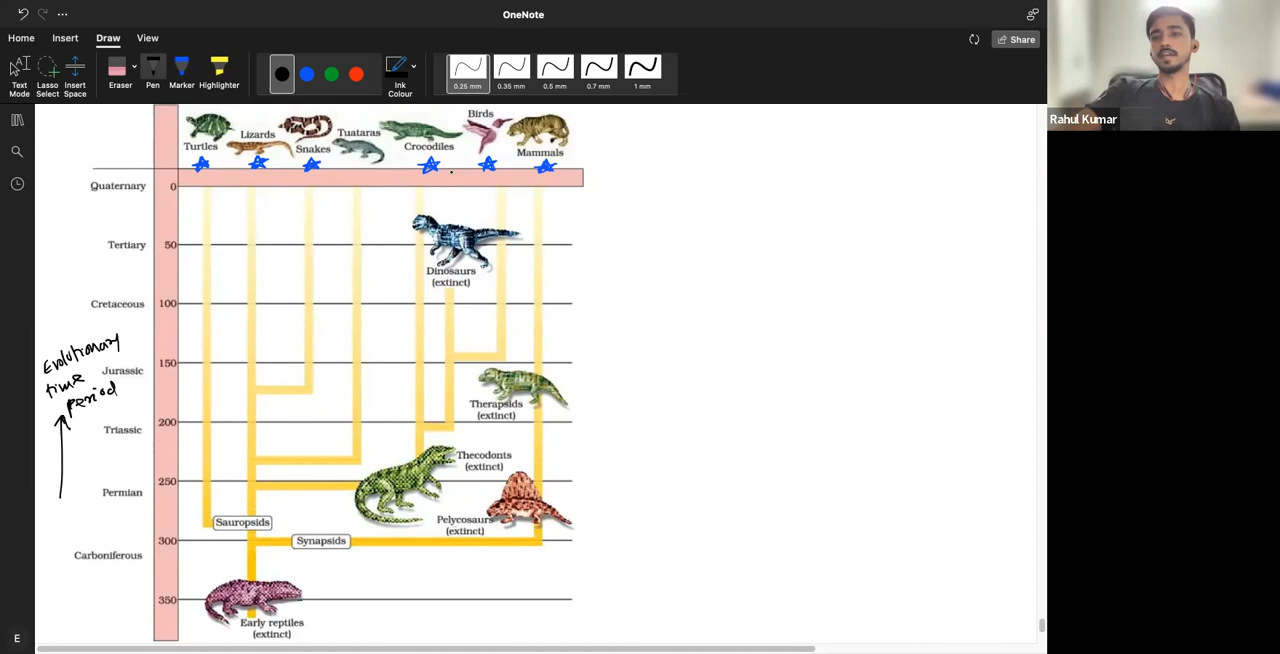 OneNote
Home Insert Draw View
Share
Text Mode
Lasso Select
Insert Space
Eraser
Pen
Marker
Highlighter
Ink Colour
0.25 mm
0.35 mm
0.5 mm
0.7 mm
1 mm
Rahul Kumar
Turtles
Lizards
Snakes
Tuataras
Crocodiles
Birds
Mammals
Quaternary 0
Tertiary 50
Dinosaurs
(extinct)
Cretaceous 100
Evolutionary
time
period
150
Jurassic
Therapsids
(extinct)
200
Triassic
Thecodonts
(extinct)
250
Permian
Pelycosaurs
(extinct)
Sauropsids
Synapsids
300
Carboniferous
350
Early reptiles
(extinct)
E